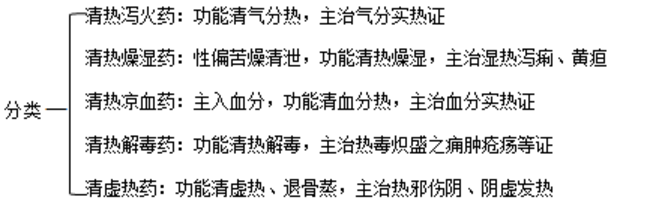 清热泻火药：功能清气分热，主治气分实热证
清热燥湿药：性偏苦燥清泄，功能清热燥湿，主治湿热泻痢、黄疸
分类
清热凉血药：主入血分，功能清血分热，主治血分实热证
清热解毒药：功能清热解毒，主治热毒炽盛之痈肿疮疡等证
清虚热药：功能清虚热、退骨蒸，主治热邪伤阴、阴虚发热